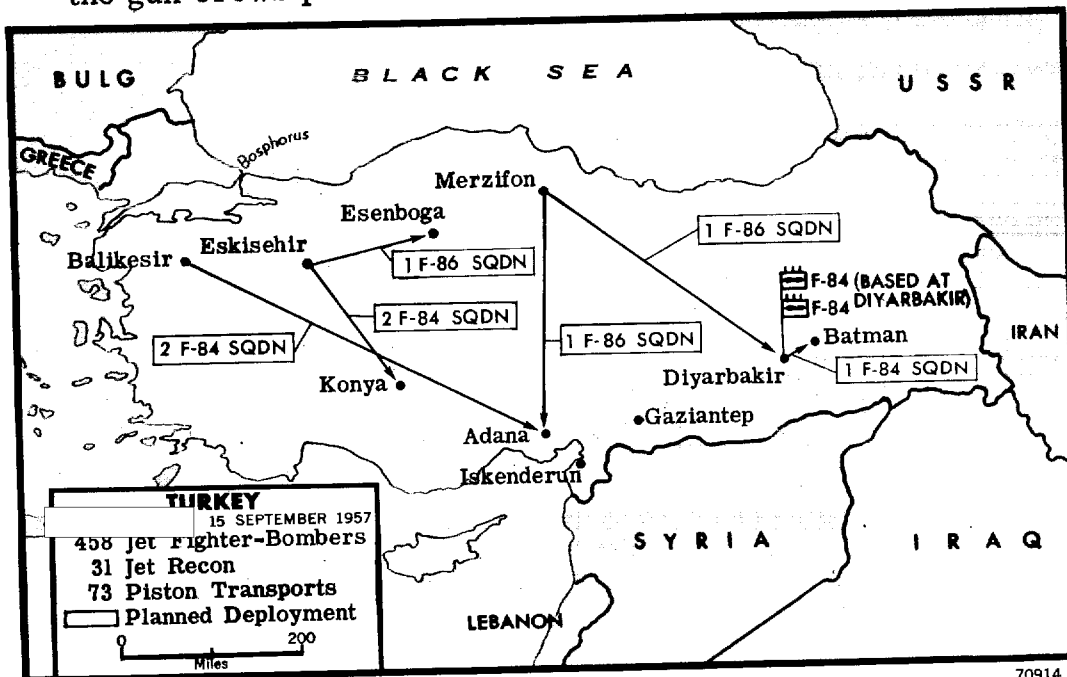 BULG
BLACK SEA
USSR
GREECE
Bosphorus
Merzifon
Esenboga
Eskisehir
Balikesir
1 F-86 SQDN
1 F-86 SQDN
F-84 (BASED AT
F-84 DIYARBAKIR)
2 F-84 SQDN
2 F-84 SQDN
1 F-86 SQDN
Batman
IRAN
Konya
Diyarbakir
1 F-84 SQDN
Adana
Gaziantep
Iskenderun
TURKEY
15 SEPTEMBER 1957
458 Jet Fighter-Bombers
31 Jet Recon
73 Piston Transports
Planned Deployment
0 200
Miles
SYRIA
IRAQ
LEBANON
70914